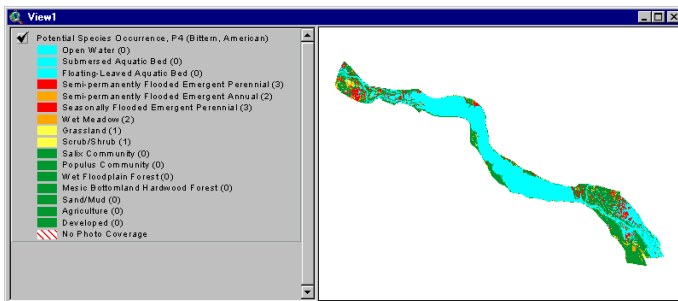 View1
Potential Species Occurrence, P4 (Bittern, American)
Open Water (0)
Submersed Aquatic Bed (0)
Floating-Leaved Aquatic Bed (0)
Semi-permanently Flooded Emergent Perennial (3)
Semi-permanently Flooded Emergent Annual (2)
Seasonally Flooded Emergent Perennial (3)
Wet Meadow (2)
Grassland (1)
Scrub/Shrub (1)
Salix Community (0)
Populus Community (0)
Wet Floodplain Forest (0)
Mesic Bottomland Hardwood Forest (0)
Sand/Mud (0)
Agriculture (0)
Developed (0)
No Photo Coverage